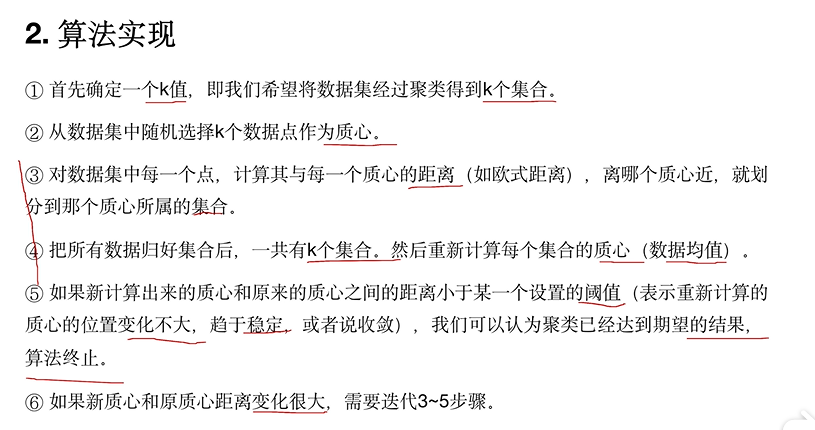 2. 算法实现
① 首先确定一个k值，即我们希望将数据集经过聚类得到k个集合。
② 从数据集中随机选择k个数据点作为质心。
③ 对数据集中每一个点，计算其与每一个质心的距离（如欧式距离），离哪个质心近，就划
分到那个质心所属的集合。
④ 把所有数据归好集合后，一共有k个集合。然后重新计算每个集合的质心（数据均值）。
⑤ 如果新计算出来的质心和原来的质心之间的距离小于某一个设置的阈值（表示重新计算的
质心的位置变化不大，趋于稳定，或者说收敛），我们可以认为聚类已经达到期望的结果，
算法终止。
⑥ 如果新质心和原质心距离变化很大，需要迭代3~5步骤。